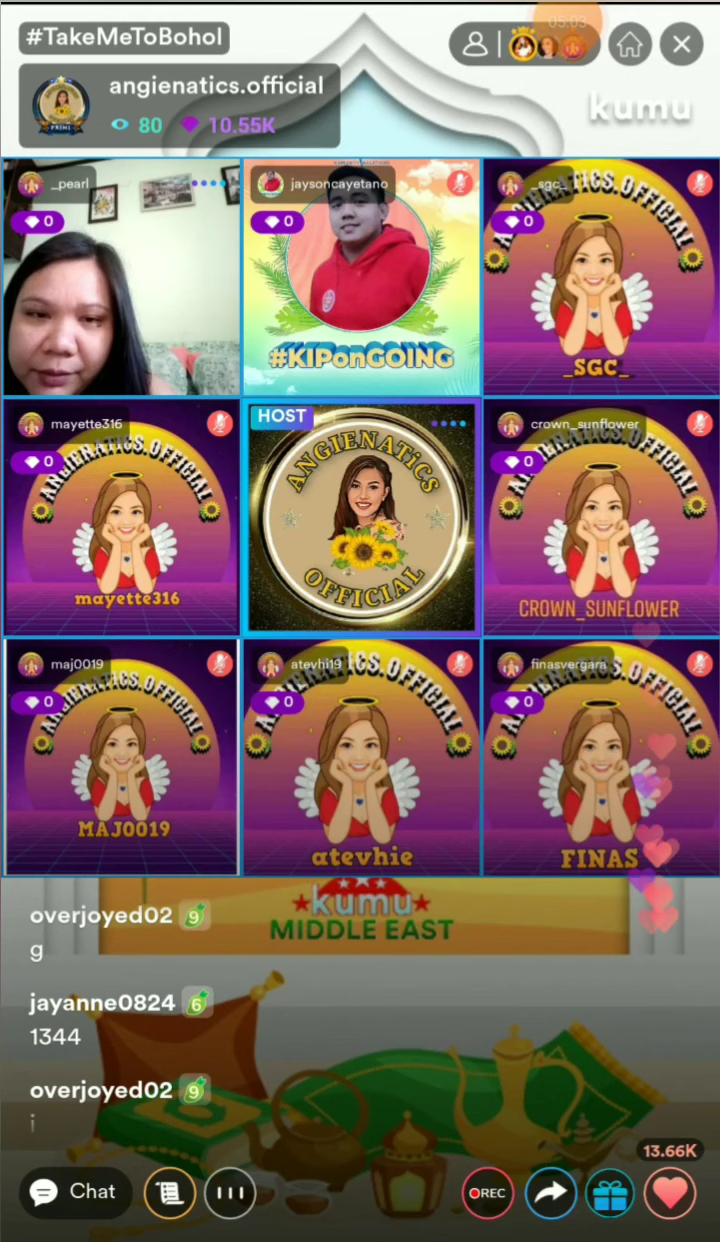 05:03
#TakeMeToBohol
angienatics.official
80 10.55K
kumu
PRIME
_pearl
0
jaysoncayetano
0
#KIPonGOING
_sgc_
0
ANGIENATICS.OFFICIAL
_SGC_
mayette316
0
ANGIENATICS.OFFICIAL
mayette316
HOST
ANGIENATICS
OFFICIAL
crown_sunflower
0
ANGIENATICS.OFFICIAL
CROWN_SUNFLOWER
maj0019
0
ANGIENATICS.OFFICIAL
MAJ0019
atevhi19
0
ANGIENATICS.OFFICIAL
atevhie
finasvergara
0
ANGIENATICS.OFFICIAL
FINAS
kumu
MIDDLE EAST
overjoyed02 9
g
jayanne0824 6
1344
overjoyed02 9
i
13.66K
Chat
REC